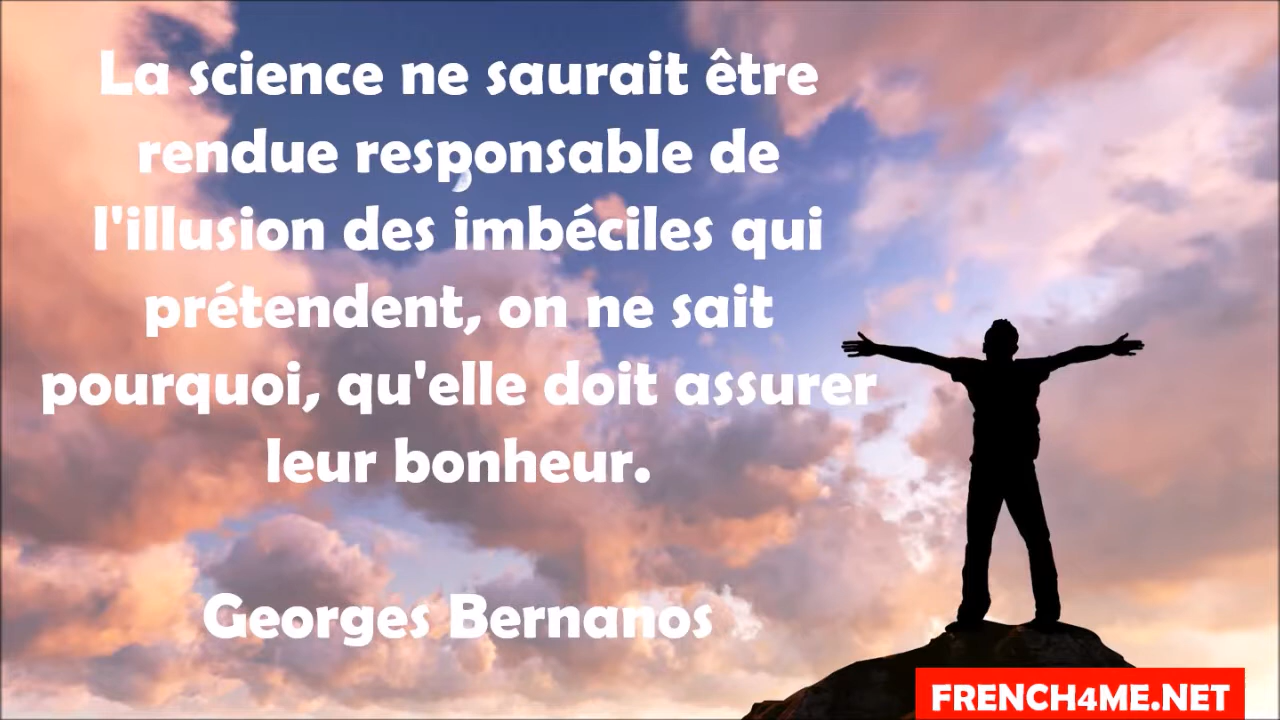 La science ne saurait être
rendue responsable de
l'illusion des imbéciles qui
prétendent, on ne sait
pourquoi, qu'elle doit assurer
leur bonheur.
Georges Bernanos
FRENCH4ME.NET